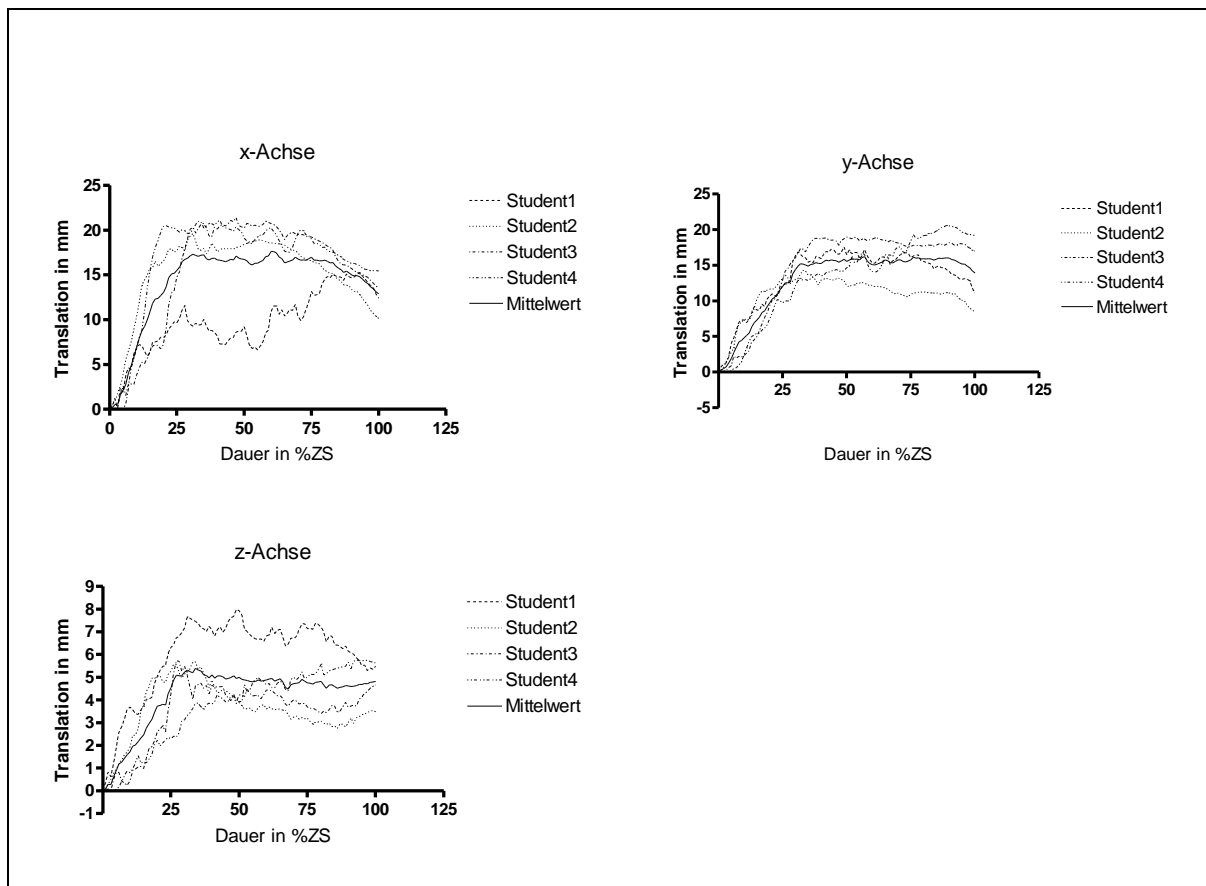 x-Achse
Translation in mm
25
20
15
10
5
0
0 25 50 75 100 125
Dauer in %ZS
Student1
Student2
Student3
Student4
Mittelwert
y-Achse
Translation in mm
25
20
15
10
5
0
-5
25 50 75 100 125
Dauer in %ZS
Student1
Student2
Student3
Student4
Mittelwert
z-Achse
Translation in mm
9
8
7
6
5
4
3
2
1
0
-1
25 50 75 100 125
Dauer in %ZS
Student1
Student2
Student3
Student4
Mittelwert